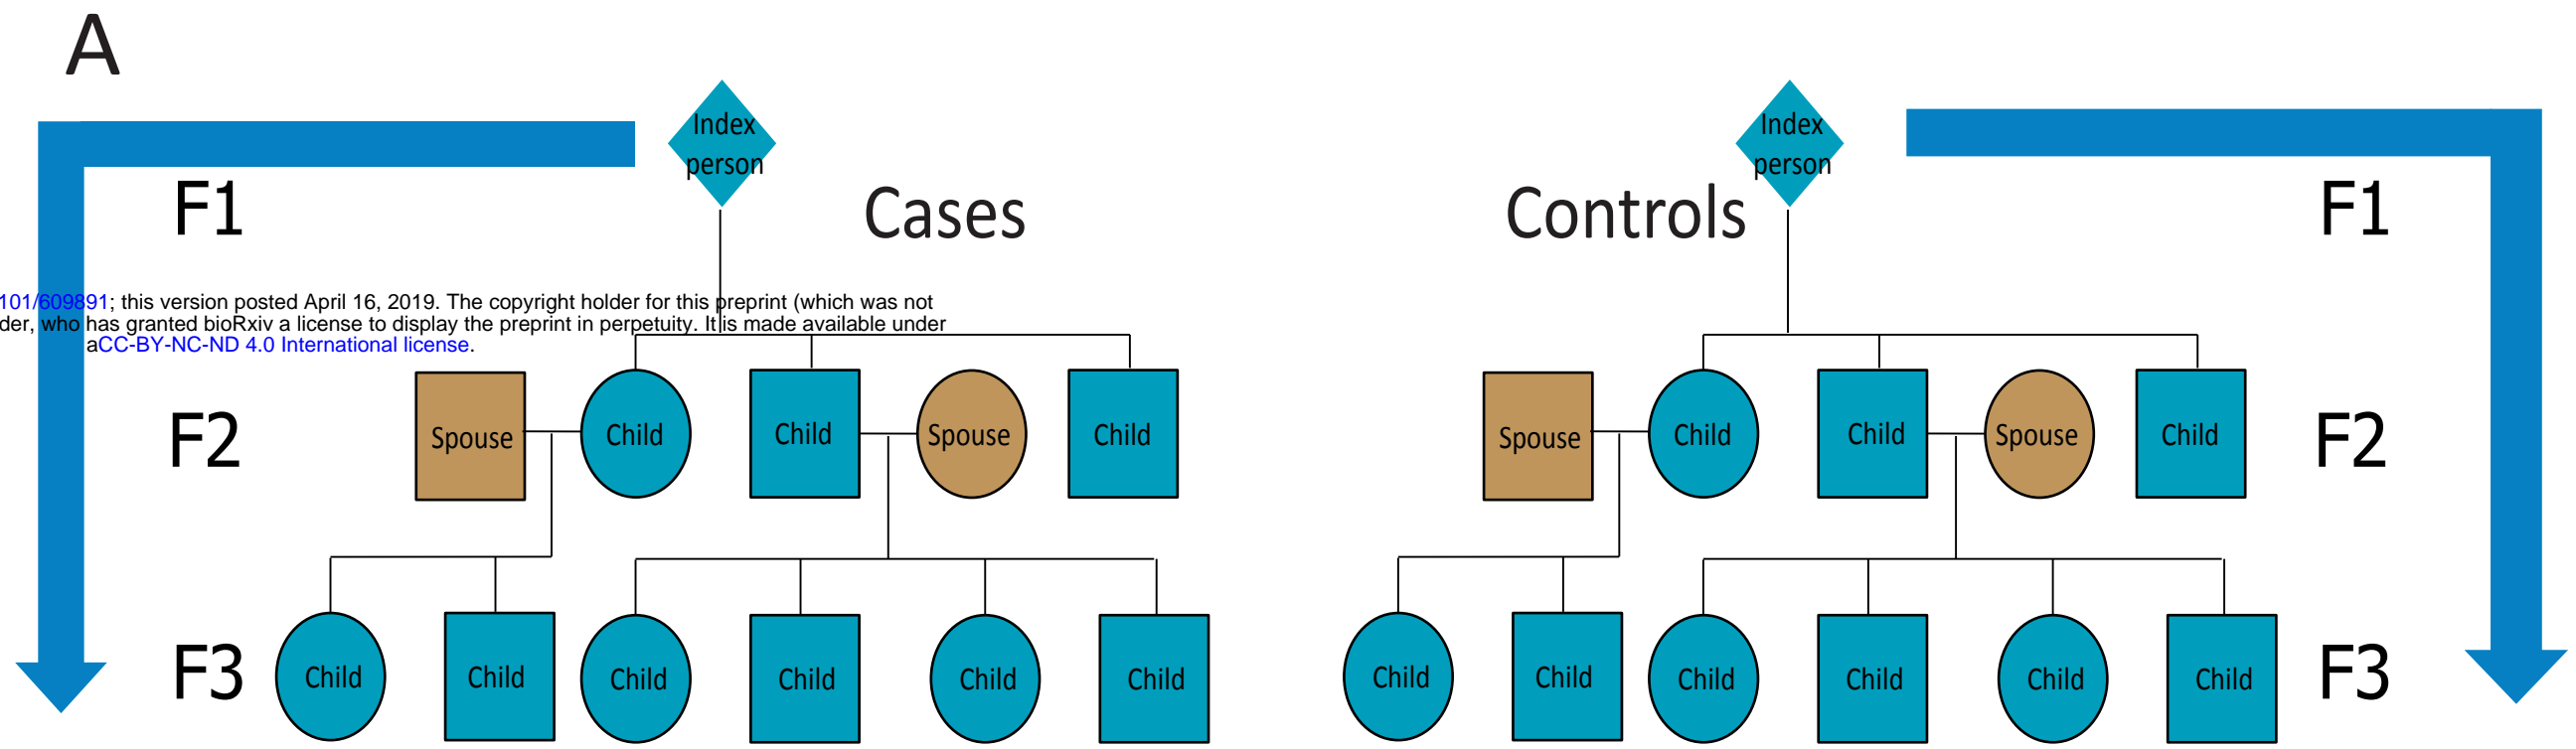 A
Index
person
Index
person
F1
Cases
Controls
F1
101/609891; this version posted April 16, 2019. The copyright holder for this preprint (which was not
der, who has granted bioRxiv a license to display the preprint in perpetuity. It is made available under
aCC-BY-NC-ND 4.0 International license.
F2
Spouse
Child
Child
Spouse
Child
Spouse
Child
Child
Spouse
Child
F2
F3
Child
Child
Child
Child
Child
Child
Child
Child
Child
Child
Child
Child
F3